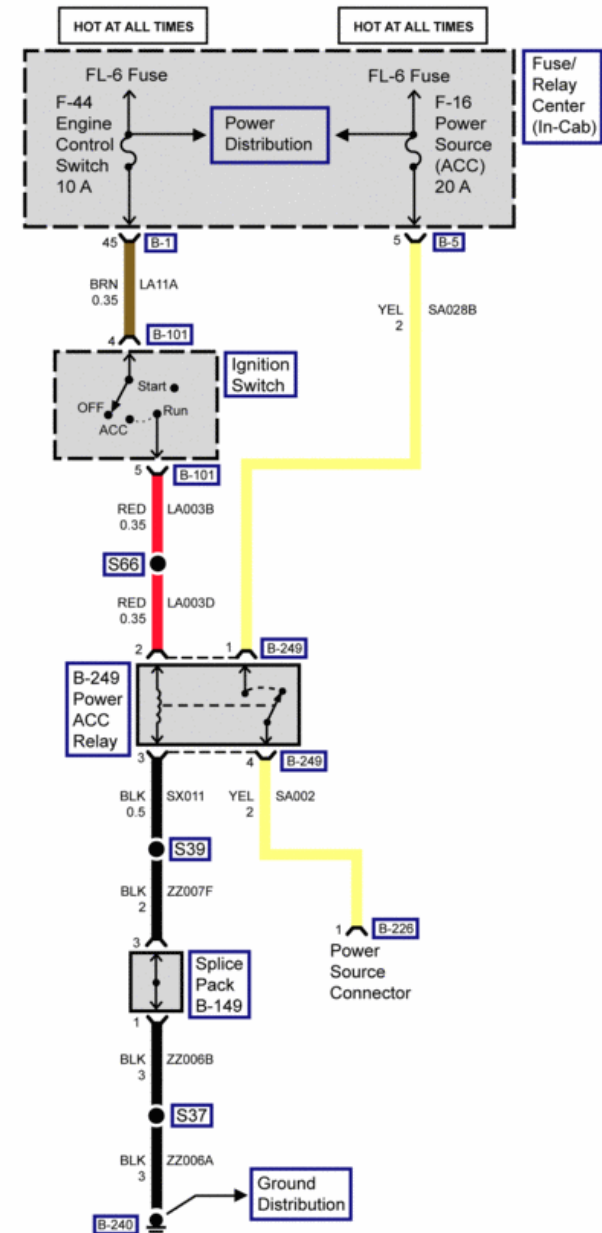 HOT AT ALL TIMES
HOT AT ALL TIMES
FL-6 Fuse
FL-6 Fuse
Fuse/
Relay
Center
(In-Cab)
F-44
Engine
Control
Switch
10 A
Power
Distribution
F-16
Power
Source
(ACC)
20 A
45
B-1
5
B-5
BRN
0.35
LA11A
YEL
2
SA028B
4
B-101
Ignition
Switch
Start
OFF
Run
ACC
5
B-101
RED
0.35
LA003B
S66
RED
0.35
LA003D
2
1
B-249
B-249
Power
ACC
Relay
3
4
B-249
BLK
0.5
SX011
YEL
2
SA002
S39
BLK
2
ZZ007F
1
B-226
Power
Source
Connector
3
Splice
Pack
B-149
1
BLK
3
ZZ006B
S37
BLK
3
ZZ006A
Ground
Distribution
B-240